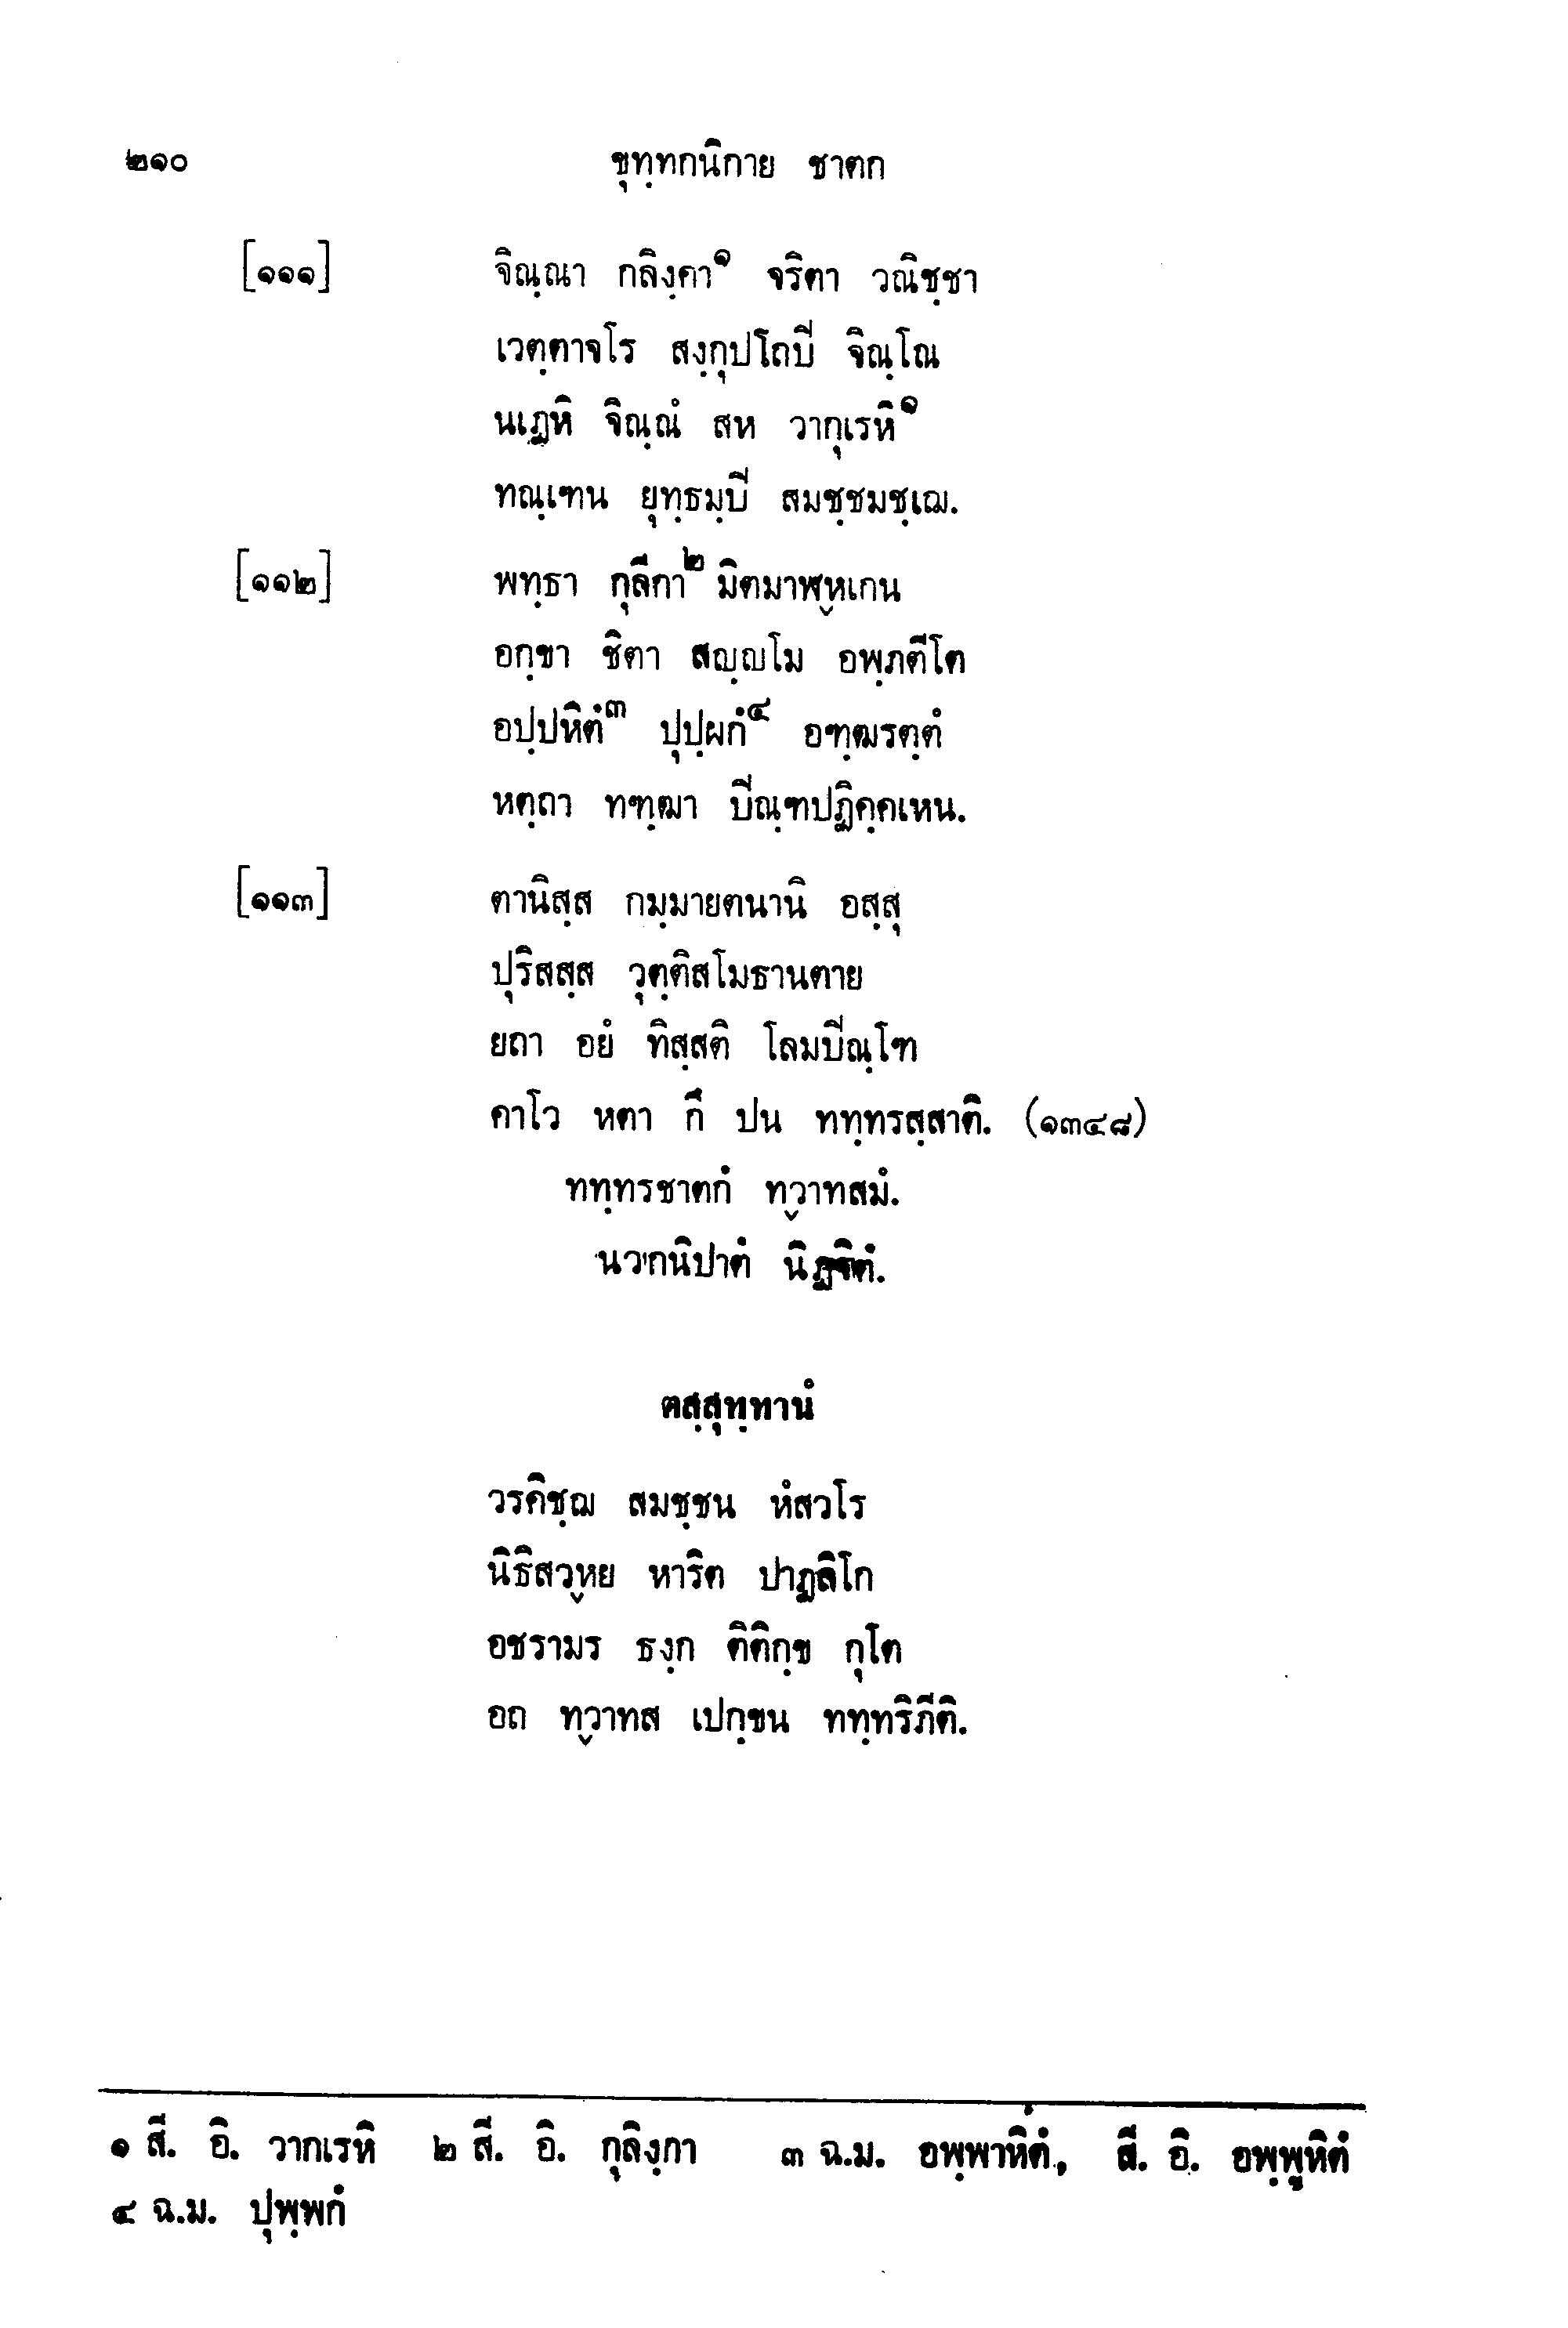 ๒๑๐ ขุทฺทกนิกาย ชาตก
[๑๑๑] จิณฺณา กลิงฺคา๑ จริตา วณิชฺชา
เวตฺตาจโร สงฺกุปโถปิ จิณฺโณ
นเฏหิ จิณฺณํ สห วากุเรหิ๑
ทณฺเฑน ยุทฺธมฺปิ สมชฺชมชฺเฌ.
[๑๑๒] พทฺธา กุลีกา๒ มิตมาฬฺหเกน
อกฺขา ชิตา สญฺญโม อพฺภตีโต
อปฺปหิตํ๓ ปุปฺผกํ๔ อฑฺฒรตฺตํ
หตฺถา ทฑฺฒา ปิณฺฑปฏิคฺคเหน.
[๑๑๓] ตานิสฺส กมฺมายตนานิ อสฺสุ
ปุริสสฺส วุตฺติสโมธานตาย
ยถา อยํ ทิสฺสติ โลมปิณฺโฑ
คาโว หตา กึ ปน ททฺทรสฺสาติ. (๑๓๔๘)
ททฺทรชาตกํ ทฺวาทสมํ.
นวกนิปาตํ นิฏฺฐิตํ.
ตสฺสุทฺทานํ
วรคิชฺฌ สมชฺชน หํสวโร
นิธิสวฺหย หาริต ปาฏลิโก
อชรามร ธงฺก ติติกฺข กุโต
อถ ทฺวาทส เปกฺขน ททฺทริภีติ.
๑ สี. อิ. วากเรหิ ๒ สี. อิ. กุลิงฺกา ๓ ฉ.ม. อพฺพาหิตํ, สี. อิ. อพฺพูหิตํ
๔ ฉ.ม. ปุพฺพกํ